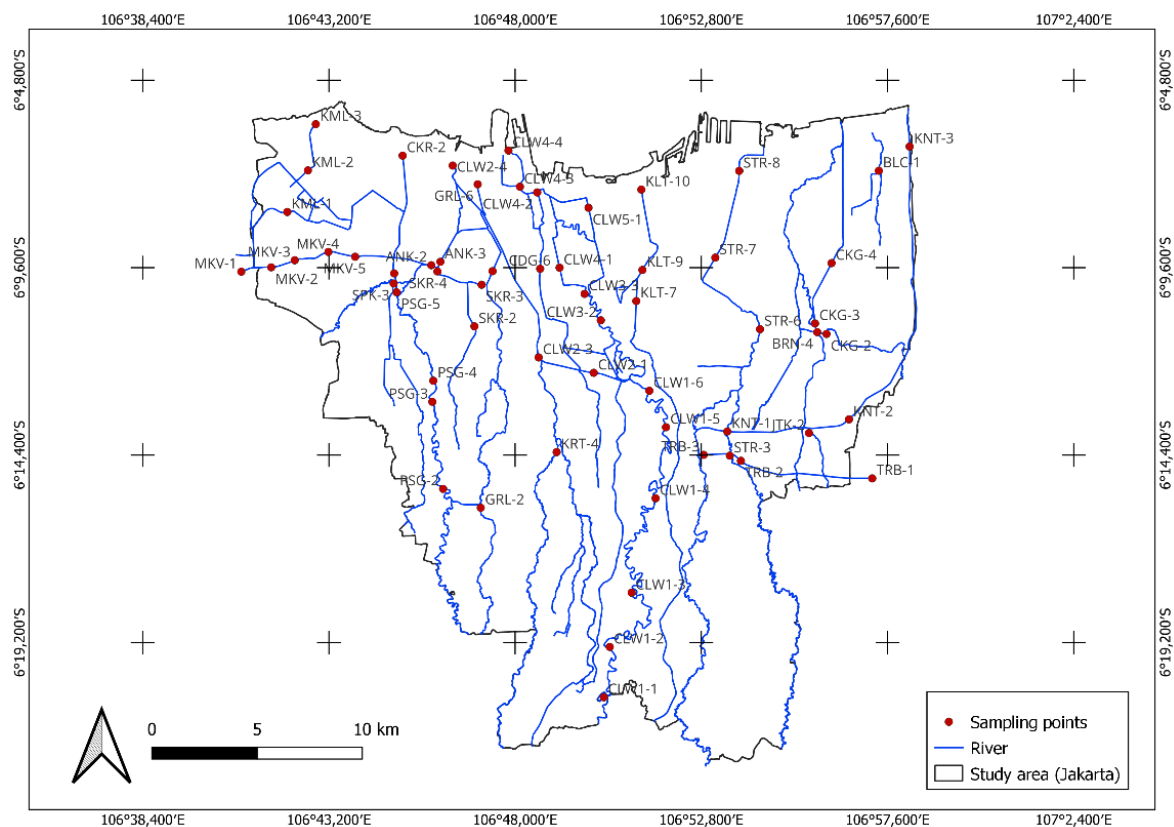 106°38,400'E 106°43,200'E 106°48,000'E 106°52,800'E 106°57,600'E 107°2,400'E
6°4,800'S 6°4,800'S
KML-3
CLW4-4
KNT-3
CKR-2
KML-2
CLW2-4
STR-8
BLC-1
CLW4-3
GRL-6
CLW4-2
KLT-10
KML-1
CLW5-1
MKV-4
MKV-3
ANK-2
ANK-3
STR-7
MKV-1
MKV-5
CDG-6
CLW4-1
KLT-9
CKG-4
6°9,600'S 6°9,600'S
MKV-2
SKR-4
SPK-3
SKR-3
CLW3-3
PSG-5
KLT-7
CLW3-2
SKR-2
STR-6
CKG-3
BRN-4
CKG-2
CLW2-3
CLW2-1
PSG-4
CLW1-6
PSG-3
KNT-2
CLW1-5
KNT-1
JTK-2
KRT-4
TRB-3
STR-3
6°14,400'S 6°14,400'S
TRB-2
TRB-1
PSG-2
CLW1-4
GRL-2
CLW1-3
CLW1-2
6°19,200'S 6°19,200'S
CLW1-1
0 5 10 km
Sampling points
River
Study area (Jakarta)
106°38,400'E 106°43,200'E 106°48,000'E 106°52,800'E 106°57,600'E 107°2,400'E